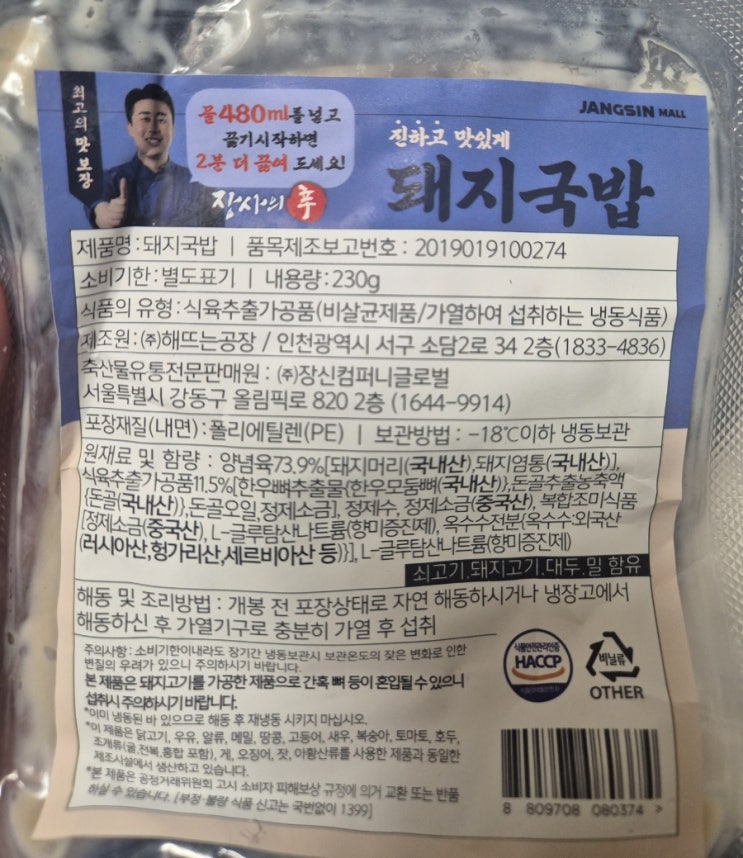 최고의 맛 보장
물480ml를 넣고
끓기시작하면
2분 더 끓여 드세요!
장사의 辛
JANGSIN MALL
진하고 맛있게
돼지국밥
제품명 : 돼지국밥 | 품목제조보고번호 : 2019019100274
소비기한 : 별도표기 | 내용량 : 230g
식품의 유형 : 식육추출가공품(비살균제품/가열하여 섭취하는 냉동식품)
제조원 : (주)해뜨는공장 / 인천광역시 서구 소담2로 34 2층(1833-4836)
축산물유통전문판매원 : (주)장신컴퍼니글로벌
서울특별시 강동구 올림픽로 820 2층 (1644-9914)
포장재질(내면) : 폴리에틸렌(PE) | 보관방법 : -18℃이하 냉동보관
원재료 및 함량 : 양념육73.9%[돼지머리(국내산),돼지염통(국내산)],
식육추출가공품11.5%[한우뼈추출물{한우모둠뼈(국내산)},돈골추출농축액
{돈골(국내산)},돈골오일,정제소금], 정제수, 정제소금(중국산), 복합조미식품
[정제소금(중국산), L-글루탐산나트륨(향미증진제), 옥수수전분(옥수수:외국산
(러시아산,헝가리산,세르비아산 등)}], L-글루탐산나트륨(향미증진제)
쇠고기.돼지고기.대두.밀 함유
해동 및 조리방법 : 개봉 전 포장상태로 자연 해동하시거나 냉장고에서
해동하신 후 가열기구로 충분히 가열 후 섭취
주의사항 : 소비기한이내라도 장기간 냉동보관시 보관온도의 잦은 변화로 인한
변질의 우려가 있으니 주의하시기 바랍니다.
본 제품은 돼지고기를 가공한 제품으로 간혹 뼈 등이 혼입될 수 있으니
섭취시 주의하시기 바랍니다.
*이미 냉동된 바 있으므로 해동 후 재냉동 시키지 마십시오.
*이 제품은 닭고기, 우유, 알류, 메밀, 땅콩, 고등어, 새우, 복숭아, 토마토, 호두,
조개류(굴,전복,홍합 포함), 게, 오징어, 잣, 아황산류를 사용한 제품과 동일한
제조시설에서 생산하고 있습니다.
*본 제품은 공정거래위원회 고시 소비자 피해보상 규정에 의거 교환 또는 반품
하실 수 있습니다. [부정·불량 식품 신고는 국번없이 1399]
식품안전관리인증
HACCP
비닐류
OTHER
8 809708 080374 >